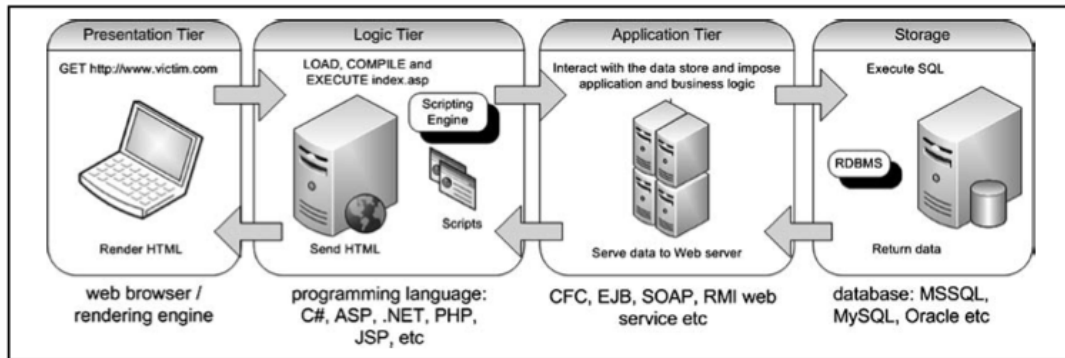 Presentation Tier
GET http://www.victim.com
Render HTML
web browser /
rendering engine
Logic Tier
LOAD, COMPILE and
EXECUTE index.asp
Scripting
Engine
Scripts
Send HTML
programming language:
C#, ASP, .NET, PHP,
JSP, etc
Application Tier
Interact with the data store and impose
application and business logic
Serve data to Web server
CFC, EJB, SOAP, RMI web
service etc
Storage
Execute SQL
RDBMS
Return data
database: MSSQL,
MySQL, Oracle etc